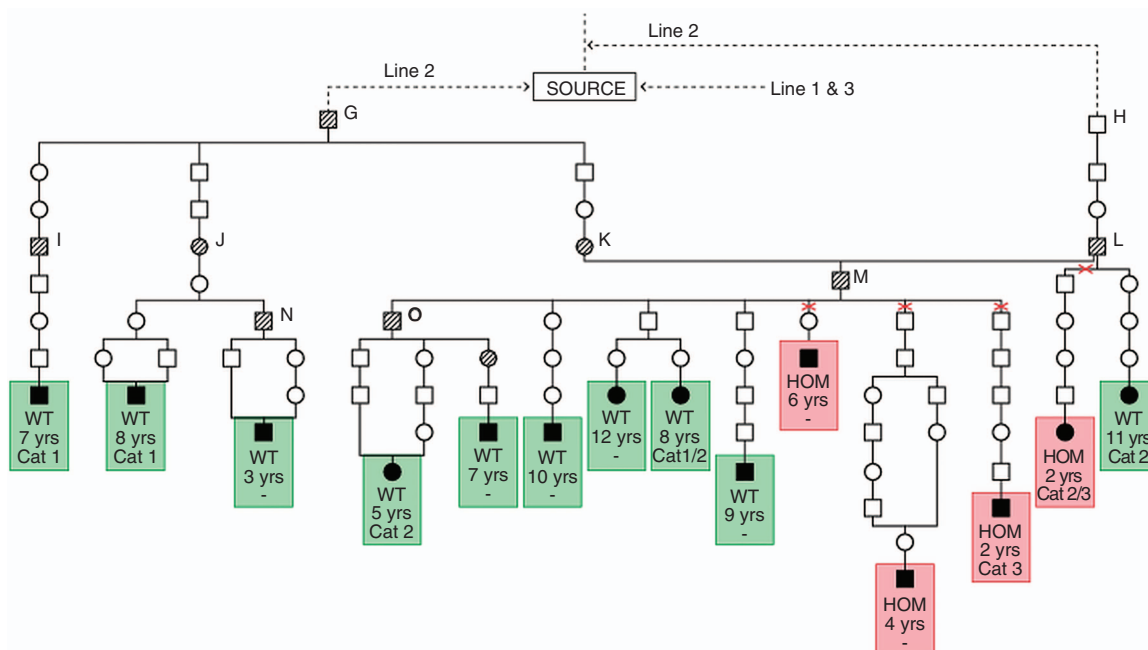 Line 2
Line 2
SOURCE
Line 1 & 3
G
H
I
J
K
L
M
N
O
WT
7 yrs
Cat 1
WT
8 yrs
Cat 1
WT
3 yrs
-
WT
5 yrs
Cat 2
WT
7 yrs
-
WT
10 yrs
-
WT
12 yrs
-
WT
8 yrs
Cat1/2
WT
9 yrs
-
HOM
6 yrs
-
HOM
4 yrs
-
HOM
2 yrs
Cat 3
HOM
2 yrs
Cat 2/3
WT
11 yrs
Cat 2